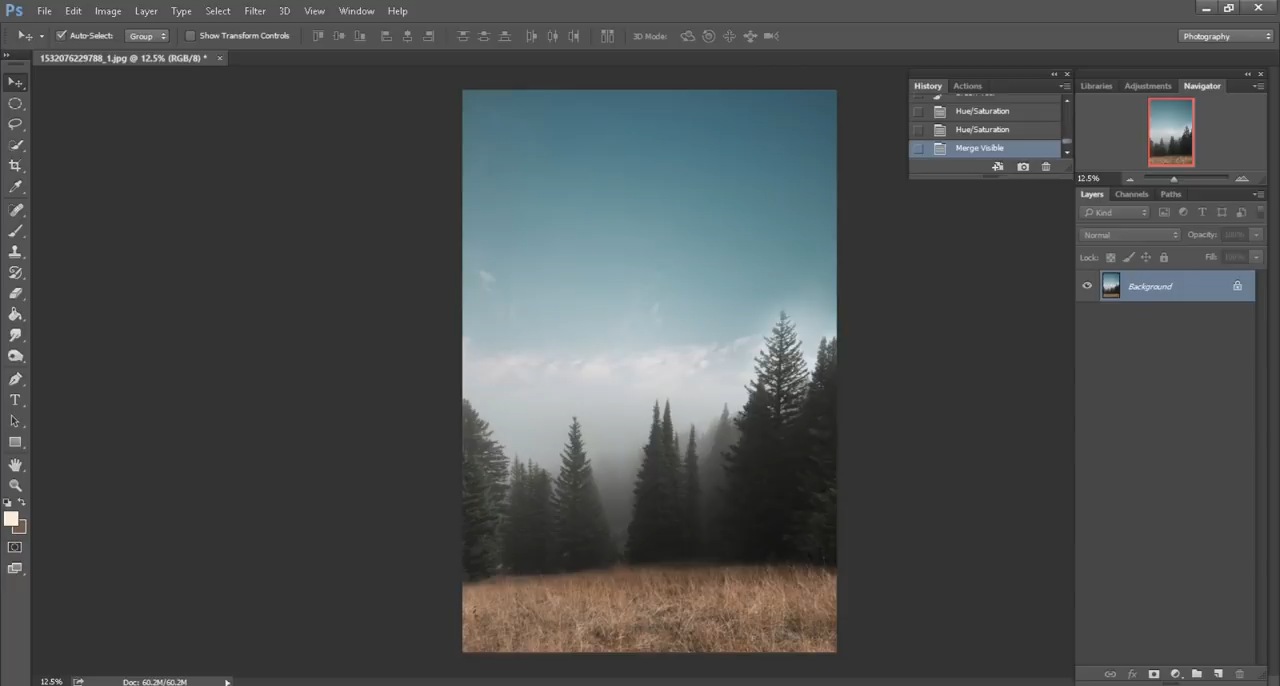 Ps File Edit Image Layer Type Select Filter 3D View Window Help
Auto-Select: Group Show Transform Controls 3D Mode: Photography
1532076229788_1.jpg @ 12.5% (RGB/8) * ×
History Actions
Hue/Saturation
Hue/Saturation
Merge Visible
Libraries Adjustments Navigator
12.5%
Layers Channels Paths
Kind
Normal Opacity: 100%
Lock: Fill: 100%
Background
12.5% Doc: 60.2M/60.2M